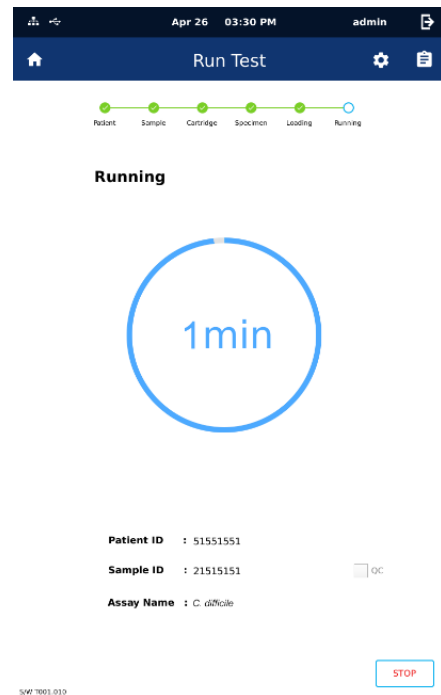 Apr 26 03:30 PM admin
Run Test
Patient Sample Cartridge Specimen Loading Running
Running
1min
Patient ID : 51551551
Sample ID : 21515151 QC
Assay Name : C. difficile
STOP
S/W T001.010